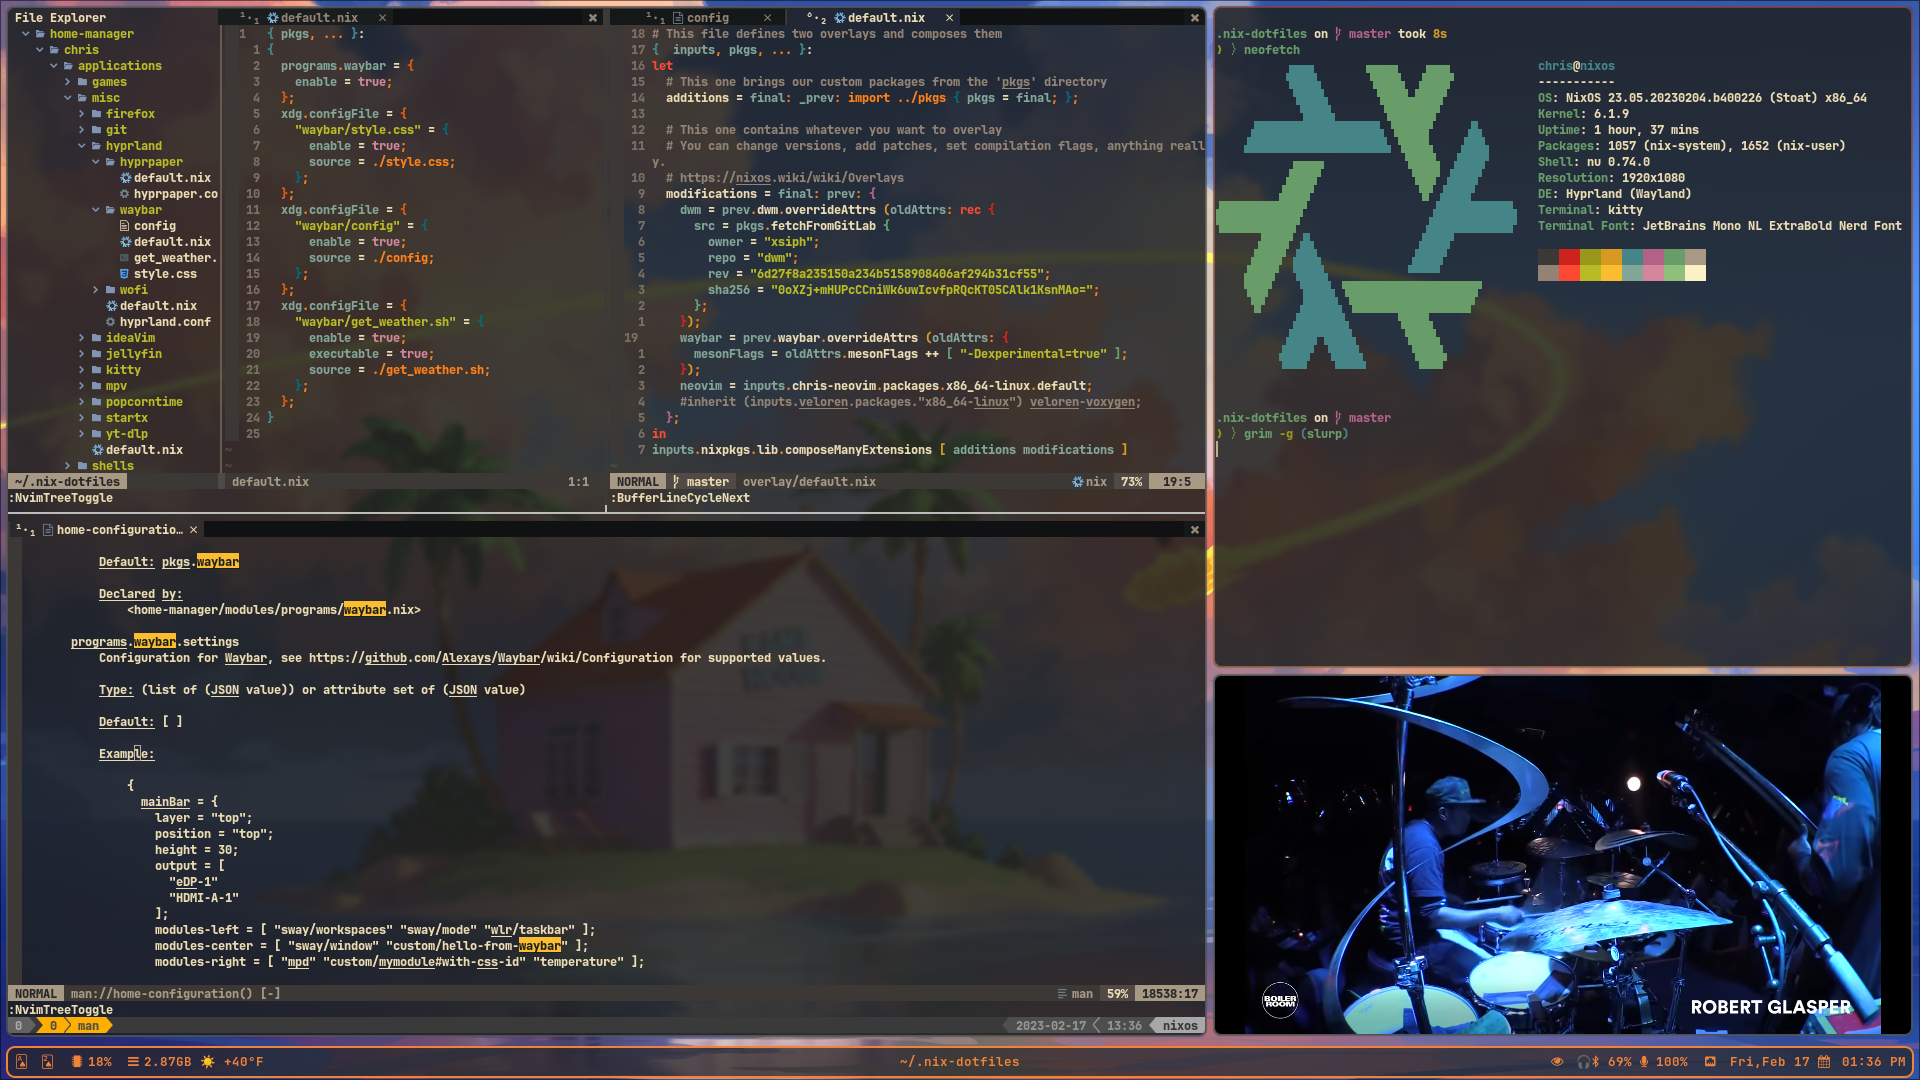 File Explorer
home-manager
chris
applications
games
misc
firefox
git
hyprland
hyprpaper
default.nix
hyprpaper.co
waybar
config
default.nix
get_weather.
style.css
wofi
default.nix
hyprland.conf
ideaVim
jellyfin
kitty
mpv
popcorntime
startx
yt-dlp
default.nix
shells
~/.nix-dotfiles
:NvimTreeToggle
default.nix ×
1 { pkgs, ... }:
1 {
2   programs.waybar = {
3     enable = true;
4   };
5   xdg.configFile = {
6     "waybar/style.css" = {
7       enable = true;
8       source = ./style.css;
9     };
10   };
11   xdg.configFile = {
12     "waybar/config" = {
13       enable = true;
14       source = ./config;
15     };
16   };
17   xdg.configFile = {
18     "waybar/get_weather.sh" = {
19       enable = true;
20       executable = true;
21       source = ./get_weather.sh;
22     };
23   };
24 }
25
~
~
default.nix 1:1
config × default.nix ×
18 # This file defines two overlays and composes them
17 {  inputs, pkgs, ... }:
16 let
15   # This one brings our custom packages from the 'pkgs' directory
14   additions = final: _prev: import ../pkgs { pkgs = final; };
13
12   # This one contains whatever you want to overlay
11   # You can change versions, add patches, set compilation flags, anything reall
y.
10   # https://nixos.wiki/wiki/Overlays
9   modifications = final: prev: {
8     dwm = prev.dwm.overrideAttrs (oldAttrs: rec {
7       src = pkgs.fetchFromGitLab {
6         owner = "xsiph";
5         repo = "dwm";
4         rev = "6d27f8a235150a234b5158908406af294b31cf55";
3         sha256 = "0oXZj+mHUPcCCniWk6uwIcvfpRQcKT05CAlk1KsnMAo=";
2       };
1     });
19     waybar = prev.waybar.overrideAttrs (oldAttrs: {
1       mesonFlags = oldAttrs.mesonFlags ++ [ "-Dexperimental=true" ];
2     });
3     neovim = inputs.chris-neovim.packages.x86_64-linux.default;
4     #inherit (inputs.veloren.packages."x86_64-linux") veloren-voxygen;
5   };
6 in
7 inputs.nixpkgs.lib.composeManyExtensions [ additions modifications ]
~
NORMAL master overlay/default.nix nix 73% 19:5
:BufferLineCycleNext
home-configuratio… ×
Default: pkgs.waybar
Declared by:
<home-manager/modules/programs/waybar.nix>
programs.waybar.settings
Configuration for Waybar, see https://github.com/Alexays/Waybar/wiki/Configuration for supported values.
Type: (list of (JSON value)) or attribute set of (JSON value)
Default: [ ]
Example:
{
  mainBar = {
    layer = "top";
    position = "top";
    height = 30;
    output = [
      "eDP-1"
      "HDMI-A-1"
    ];
    modules-left = [ "sway/workspaces" "sway/mode" "wlr/taskbar" ];
    modules-center = [ "sway/window" "custom/hello-from-waybar" ];
    modules-right = [ "mpd" "custom/mymodule#with-css-id" "temperature" ];
NORMAL man://home-configuration() [-] man 59% 18538:17
:NvimTreeToggle
0 0 man 2023-02-17 13:36 nixos
.nix-dotfiles on master took 8s
⟩ neofetch
chris@nixos
-----------
OS: NixOS 23.05.20230204.b400226 (Stoat) x86_64
Kernel: 6.1.9
Uptime: 1 hour, 37 mins
Packages: 1057 (nix-system), 1652 (nix-user)
Shell: nu 0.74.0
Resolution: 1920x1080
DE: Hyprland (Wayland)
Terminal: kitty
Terminal Font: JetBrains Mono NL ExtraBold Nerd Font
.nix-dotfiles on master
⟩ grim -g (slurp)
BOILER
ROOM
ROBERT GLASPER
18% 2.87GB +40°F ~/.nix-dotfiles 69% 100% Fri,Feb 17 01:36 PM